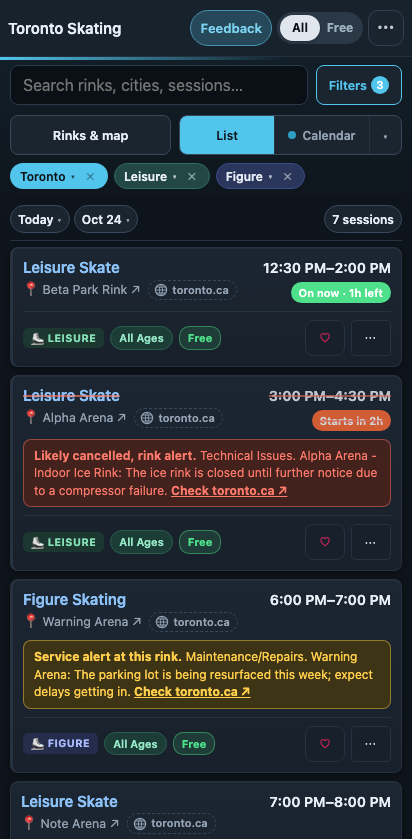 Toronto Skating Feedback All Free ···
Search rinks, cities, sessions... Filters 3
Rinks & map List Calendar
Toronto × Leisure × Figure ×
Today Oct 24 7 sessions
Leisure Skate 12:30 PM–2:00 PM
Beta Park Rink ↗ toronto.ca On now · 1h left
LEISURE All Ages Free ···
Leisure Skate 3:00 PM–4:30 PM
Alpha Arena ↗ toronto.ca Starts in 2h
Likely cancelled, rink alert. Technical Issues. Alpha Arena -
Indoor Ice Rink: The ice rink is closed until further notice due
to a compressor failure. Check toronto.ca ↗
LEISURE All Ages Free ···
Figure Skating 6:00 PM–7:00 PM
Warning Arena ↗ toronto.ca
Service alert at this rink. Maintenance/Repairs. Warning
Arena: The parking lot is being resurfaced this week; expect
delays getting in. Check toronto.ca ↗
FIGURE All Ages Free ···
Leisure Skate 7:00 PM–8:00 PM
Note Arena ↗ toronto.ca